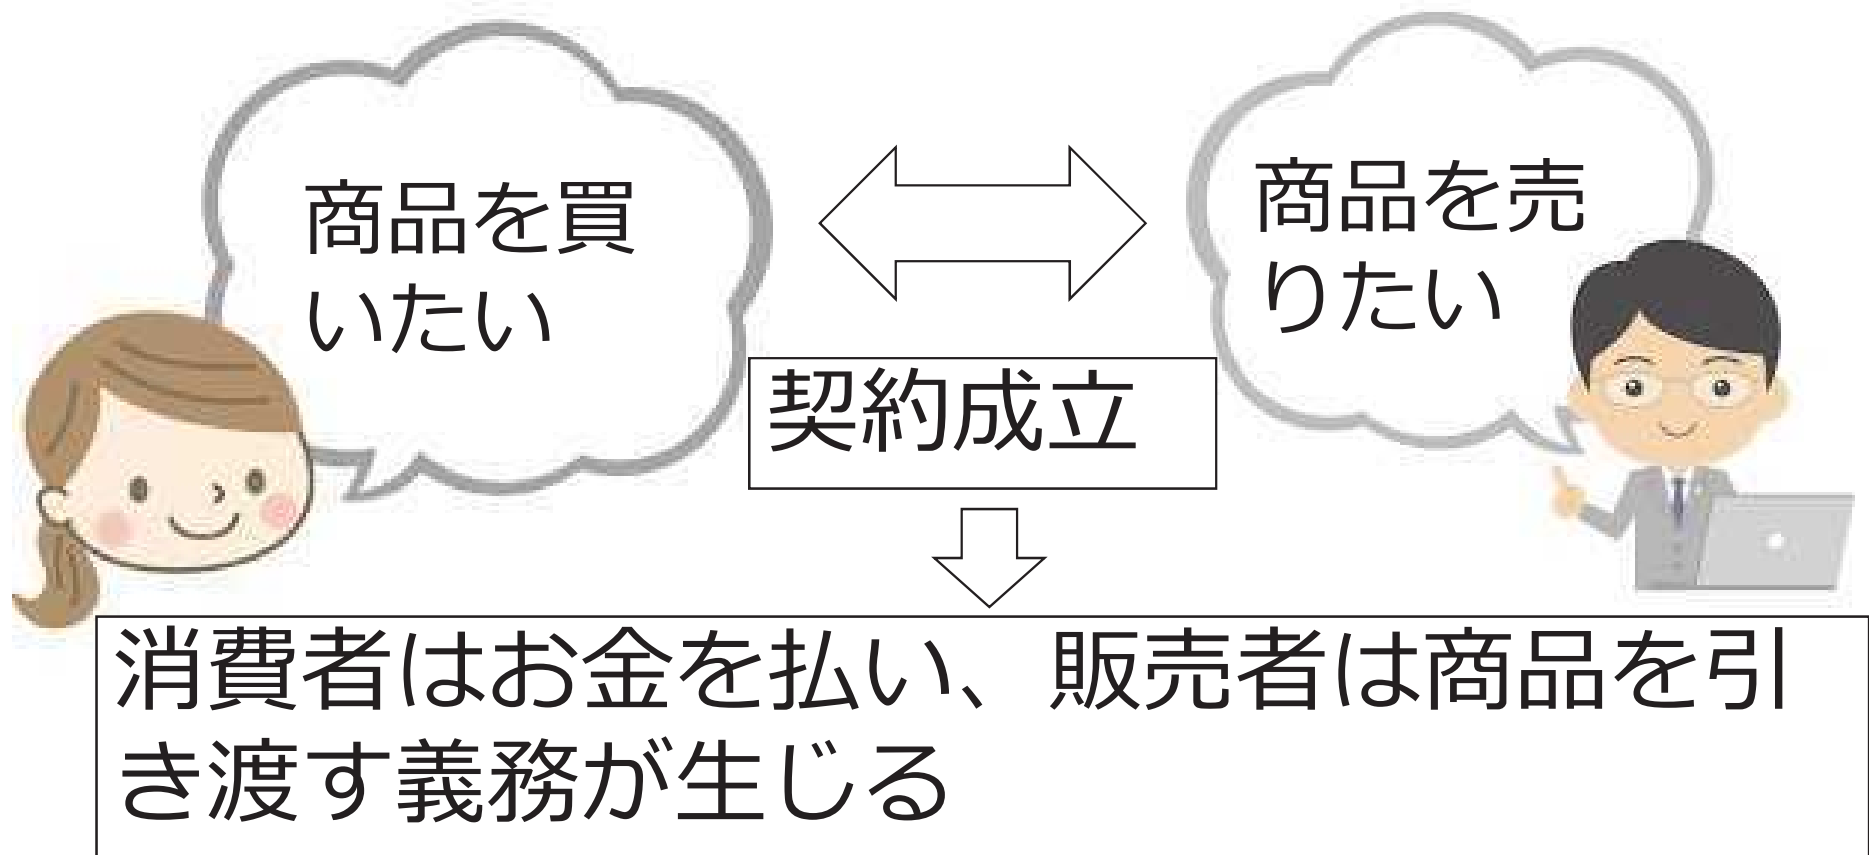 商品を買
いたい
商品を売
りたい
契約成立
消費者はお金を払い、販売者は商品を引
き渡す義務が生じる